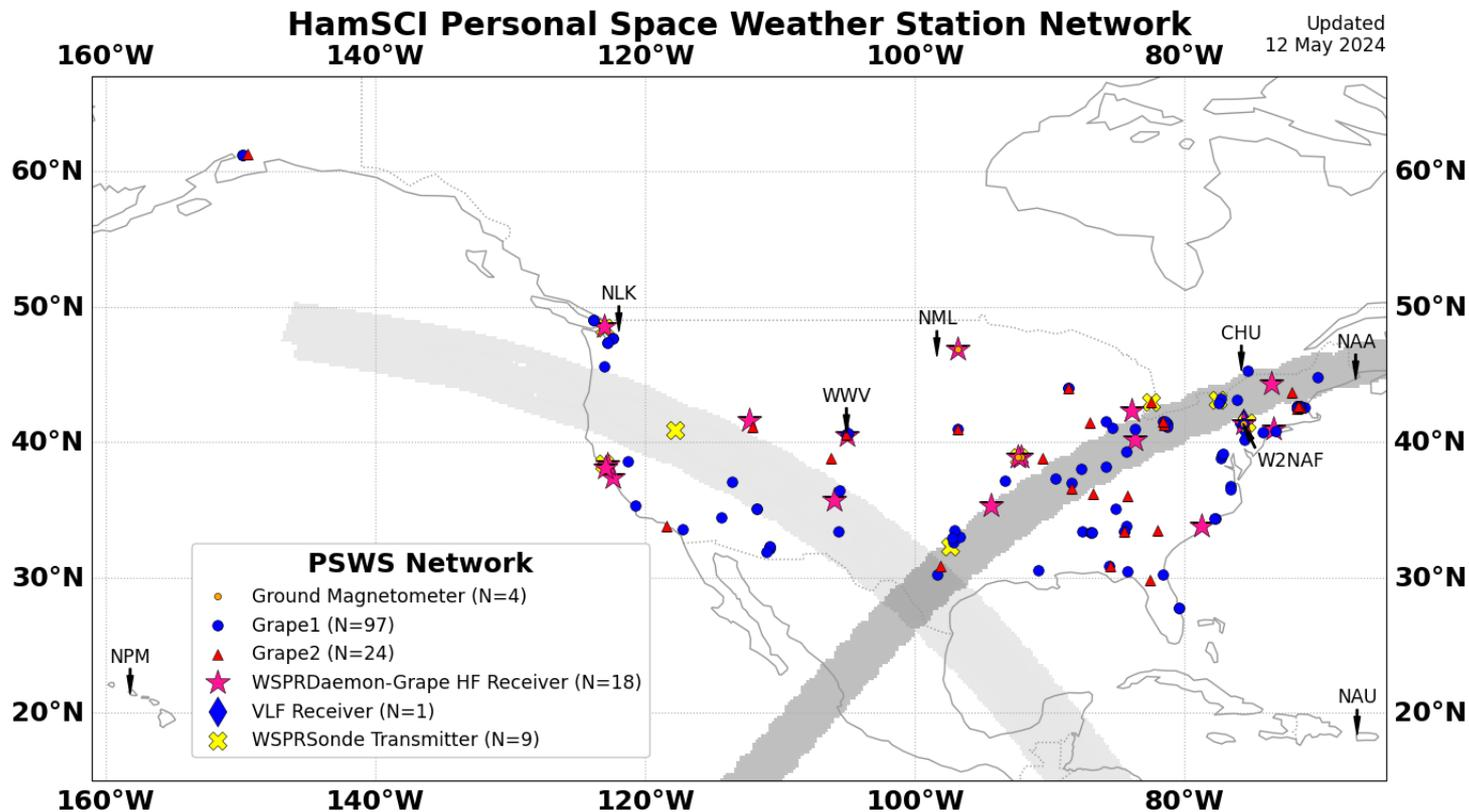 HamSCI Personal Space Weather Station Network
Updated
12 May 2024
160°W 140°W 120°W 100°W 80°W
60°N 60°N
50°N 50°N
NLK
NML
CHU
NAA
WWV
40°N 40°N
W2NAF
30°N 30°N
PSWS Network
Ground Magnetometer (N=4)
Grape1 (N=97)
Grape2 (N=24)
WSPRDaemon-Grape HF Receiver (N=18)
VLF Receiver (N=1)
WSPRSonde Transmitter (N=9)
NPM
NAU
20°N 20°N
160°W 140°W 120°W 100°W 80°W